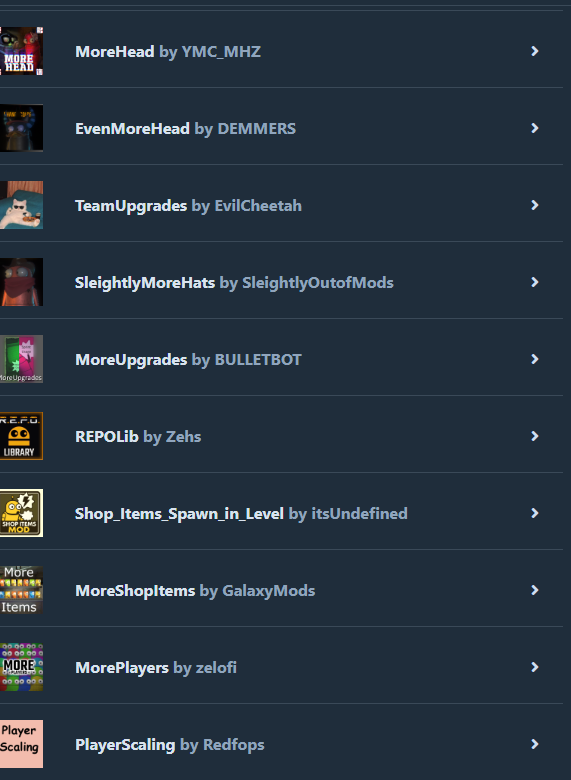 MORE
HEAD
MoreHead by YMC_MHZ
EvenMoreHead by DEMMERS
TeamUpgrades by EvilCheetah
SleightlyMoreHats by SleightlyOutofMods
MoreUpgrades
MoreUpgrades by BULLETBOT
R.E.P.O.
LIBRARY
REPOLib by Zehs
SHOP ITEMS
MOD
Shop_Items_Spawn_in_Level by itsUndefined
More
Items
MoreShopItems by GalaxyMods
MORE
MorePlayers by zelofi
Player
Scaling
PlayerScaling by Redfops